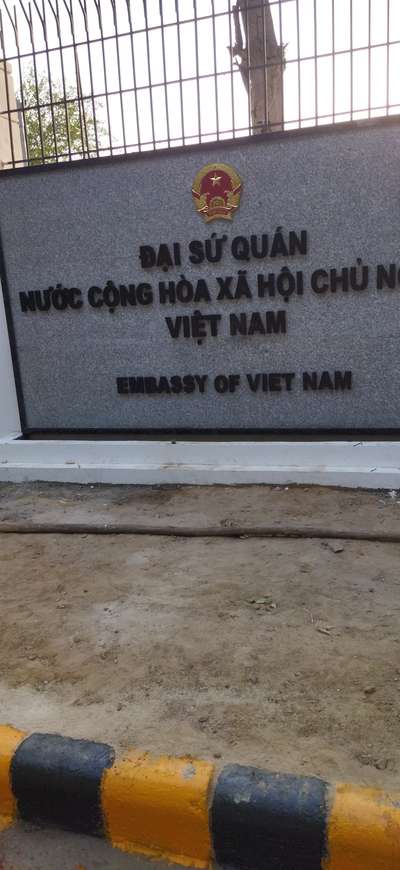 ĐẠI SỨ QUÁN
NƯỚC CỘNG HÒA XÃ HỘI CHỦ
VIỆT NAM
EMBASSY OF VIET NAM